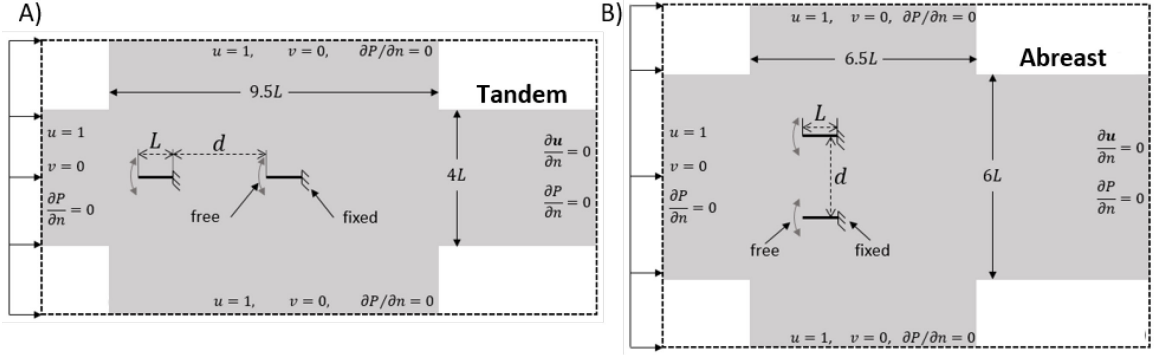 A)
u = 1, v = 0, ∂P/∂n = 0
9.5L
Tandem
u = 1
v = 0
∂P/∂n = 0
L
d
4L
∂u/∂n = 0
∂P/∂n = 0
free
fixed
u = 1, v = 0, ∂P/∂n = 0
B)
u = 1, v = 0, ∂P/∂n = 0
6.5L
Abreast
u = 1
v = 0
∂P/∂n = 0
L
d
6L
∂u/∂n = 0
∂P/∂n = 0
free
fixed
u = 1, v = 0, ∂P/∂n = 0